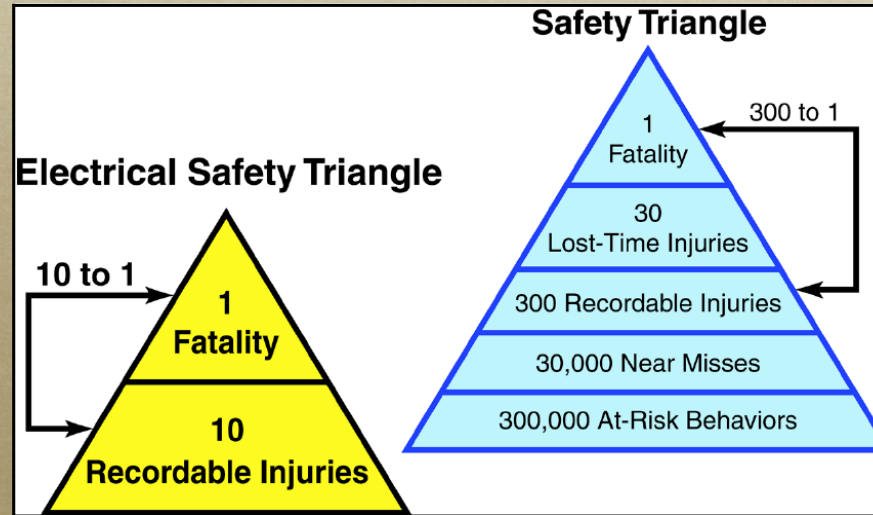 Safety Triangle
300 to 1
1
Fatality
30
Lost-Time Injuries
300 Recordable Injuries
30,000 Near Misses
300,000 At-Risk Behaviors
Electrical Safety Triangle
10 to 1
1
Fatality
10
Recordable Injuries